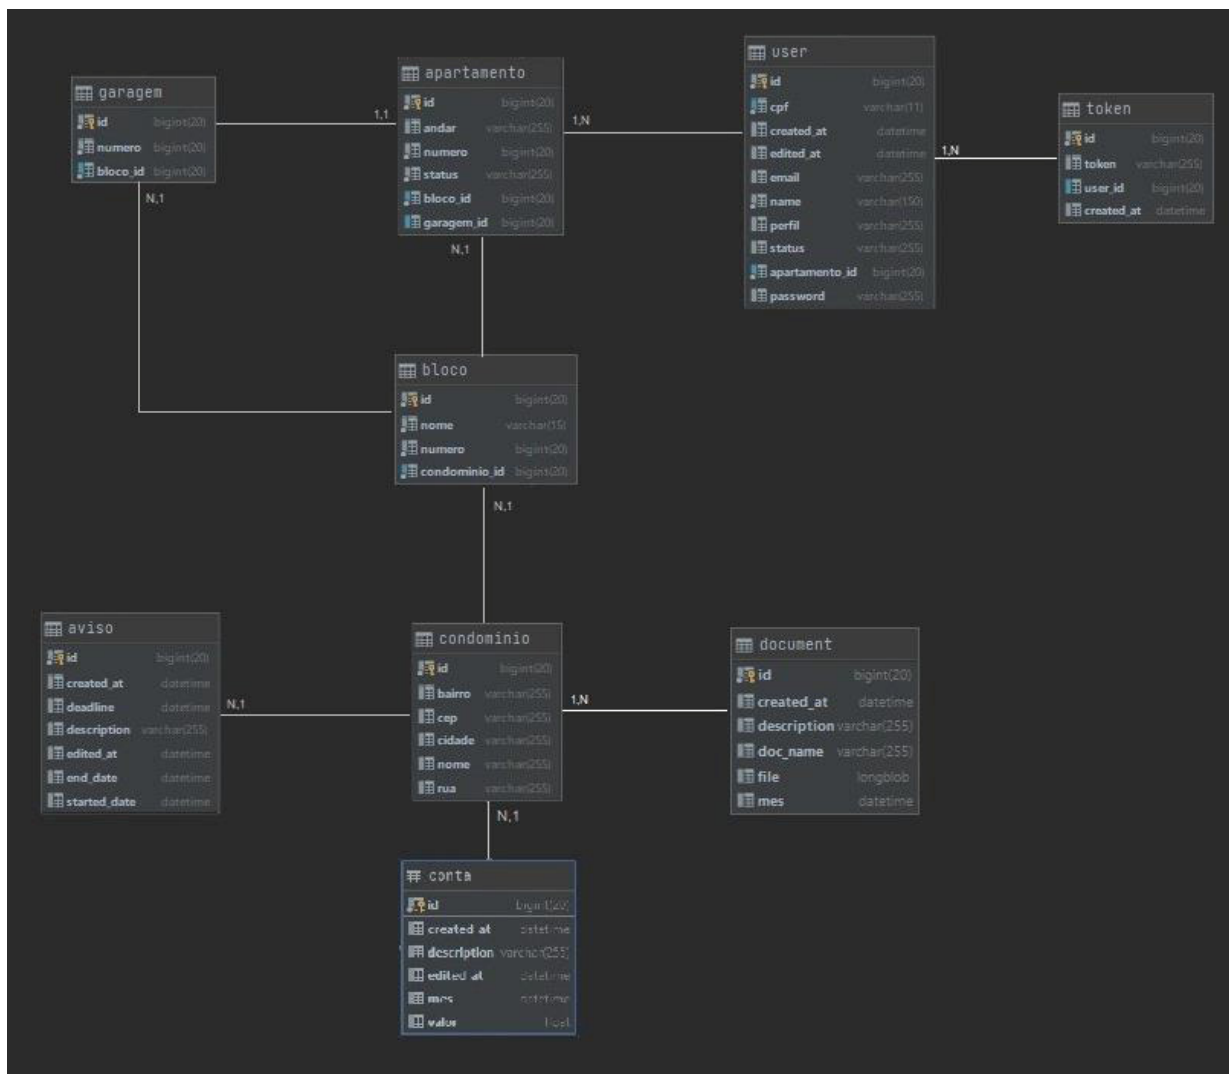 garagem
id bigint(20)
numero bigint(20)
bloco_id bigint(20)
N,1
1,1
apartamento
id bigint(20)
andar varchar(255)
numero bigint(20)
status varchar(255)
bloco_id bigint(20)
garagem_id bigint(20)
N,1
1,N
user
id bigint(20)
cpf varchar(11)
created_at datetime
edited_at datetime
email varchar(255)
name varchar(150)
perfil varchar(255)
status varchar(255)
apartamento_id bigint(20)
password varchar(255)
1,N
token
id bigint(20)
token varchar(255)
user_id bigint(20)
created_at datetime
bloco
id bigint(20)
nome varchar(15)
numero bigint(20)
condominio_id bigint(20)
N,1
aviso
id bigint(20)
created_at datetime
deadline datetime
description varchar(255)
edited_at datetime
end_date datetime
started_date datetime
N,1
condominio
id bigint(20)
bairro varchar(255)
cep varchar(255)
cidade varchar(255)
nome varchar(255)
rua varchar(255)
1,N
N,1
document
id bigint(20)
created_at datetime
description varchar(255)
doc_name varchar(255)
file longblob
mes datetime
conta
id bigint(20)
created_at datetime
description varchar(255)
edited_at datetime
mes datetime
valor float